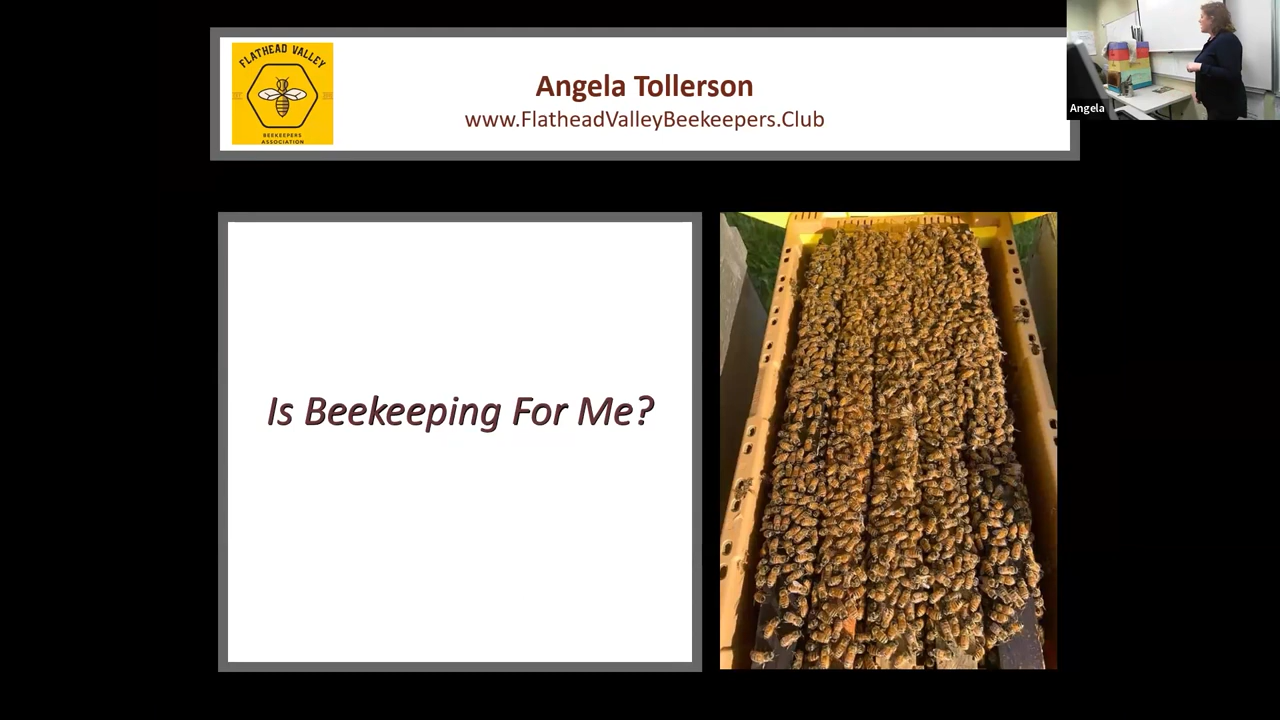 FLATHEAD VALLEY
BEEKEEPERS
ASSOCIATION
Angela Tollerson
www.FlatheadValleyBeekeepers.Club
Angela
Is Beekeeping For Me?